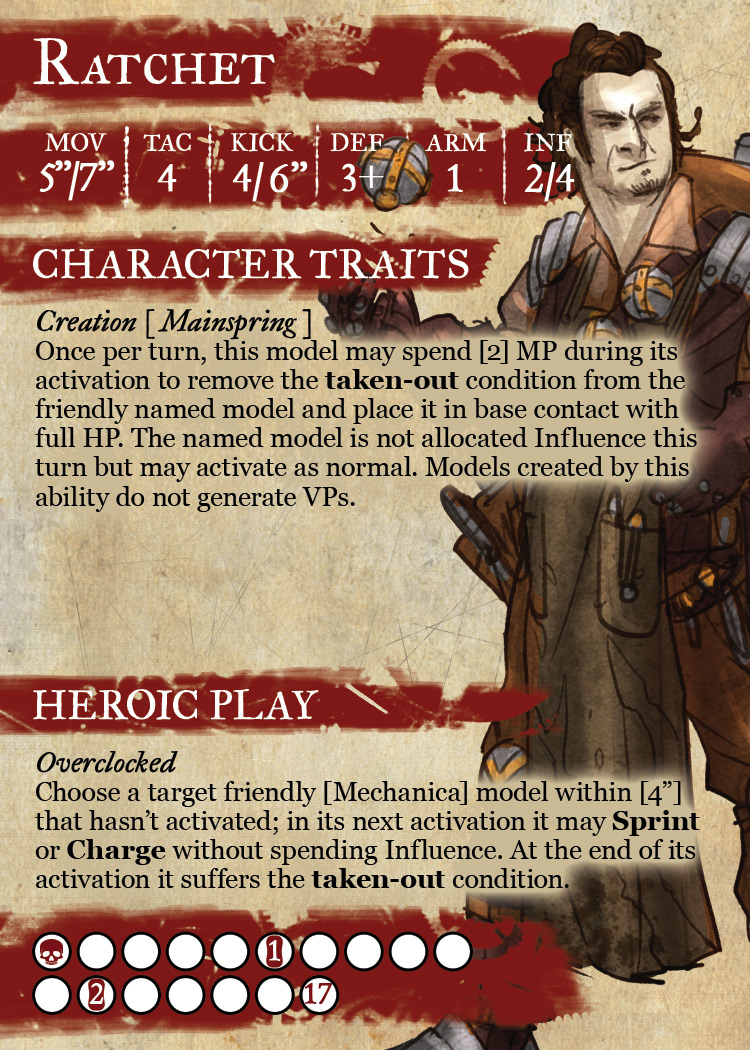 Ratchet
MOV TAC KICK DEF ARM INF
5”/7” 4 4/6” 3+ 1 2/4
CHARACTER TRAITS
Creation [ Mainspring ]
Once per turn, this model may spend [2] MP during its
activation to remove the taken-out condition from the
friendly named model and place it in base contact with
full HP. The named model is not allocated Influence this
turn but may activate as normal. Models created by this
ability do not generate VPs.
HEROIC PLAY
Overclocked
Choose a target friendly [Mechanica] model within [4”]
that hasn’t activated; in its next activation it may Sprint
or Charge without spending Influence. At the end of its
activation it suffers the taken-out condition.
1
2 17